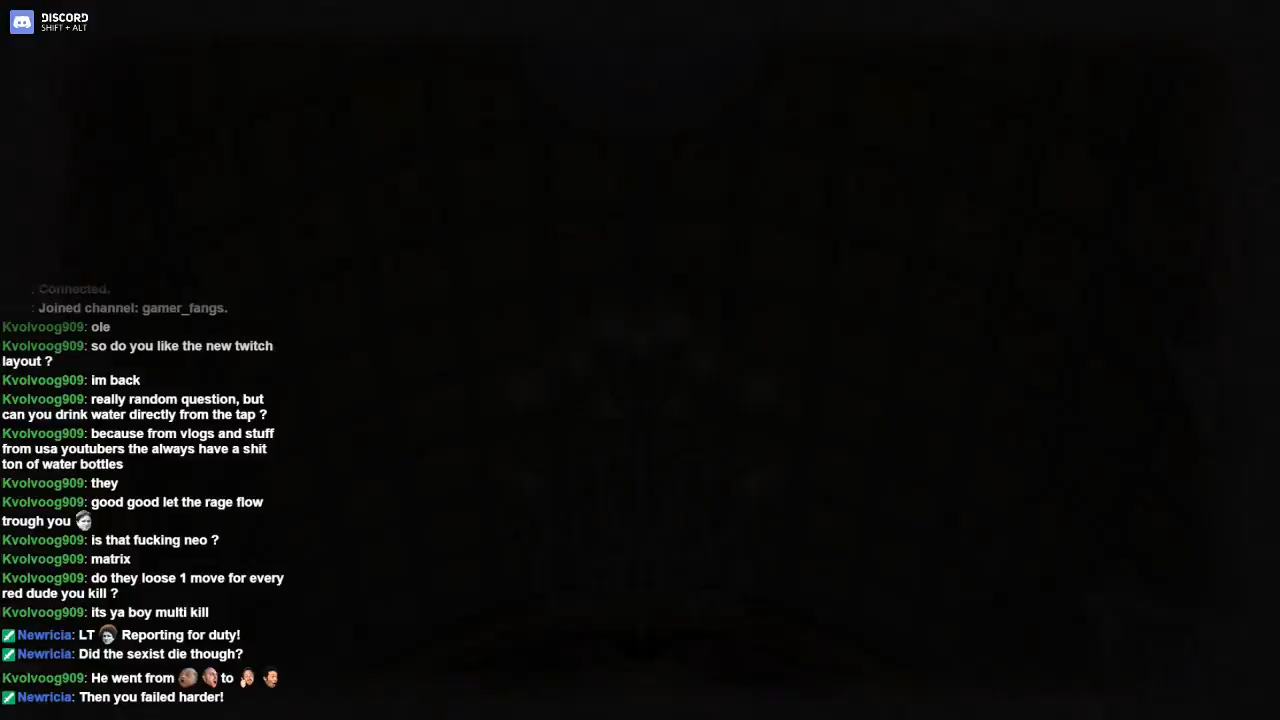 DISCORD
SHIFT + ALT
: Connected.
: Joined channel: gamer_fangs.
Kvolvoog909: ole
Kvolvoog909: so do you like the new twitch
layout ?
Kvolvoog909: im back
Kvolvoog909: really random question, but
can you drink water directly from the tap ?
Kvolvoog909: because from vlogs and stuff
from usa youtubers the always have a shit
ton of water bottles
Kvolvoog909: they
Kvolvoog909: good good let the rage flow
trough you
Kvolvoog909: is that fucking neo ?
Kvolvoog909: matrix
Kvolvoog909: do they loose 1 move for every
red dude you kill ?
Kvolvoog909: its ya boy multi kill
Newricia: LT Reporting for duty!
Newricia: Did the sexist die though?
Kvolvoog909: He went from to
Newricia: Then you failed harder!